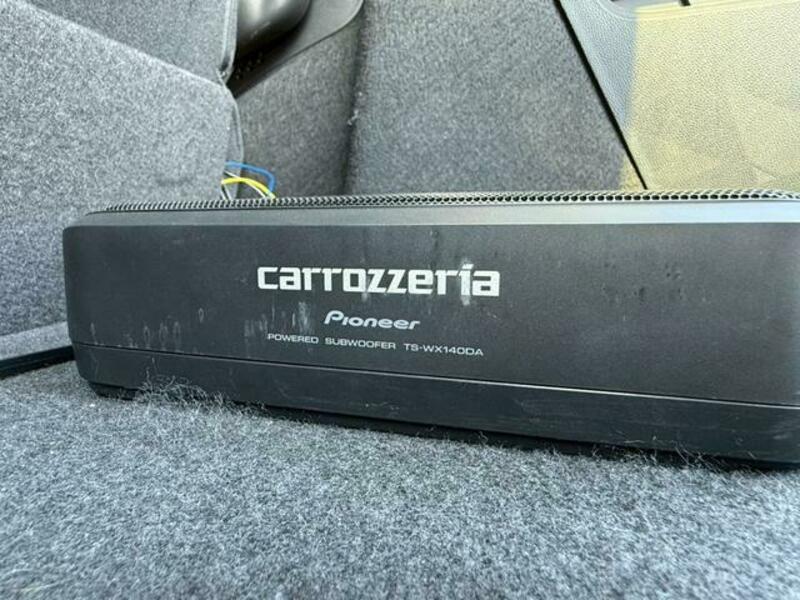 carrozzeria
Pioneer
POWERED SUBWOOFER TS-WX140DA